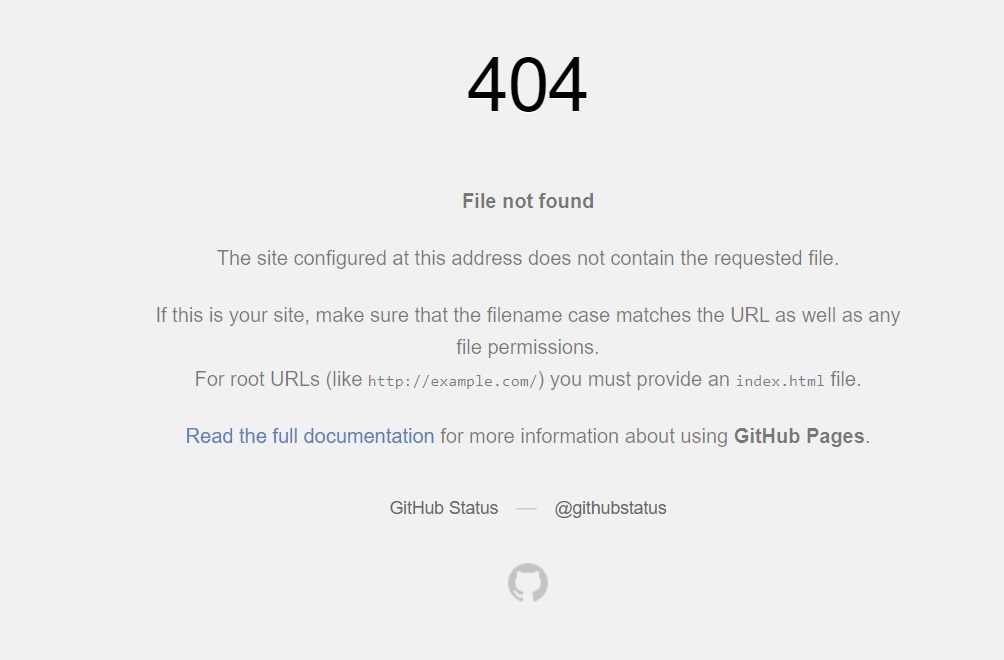 404
File not found
The site configured at this address does not contain the requested file.
If this is your site, make sure that the filename case matches the URL as well as any
file permissions.
For root URLs (like http://example.com/) you must provide an index.html file.
Read the full documentation for more information about using GitHub Pages.
GitHub Status — @githubstatus